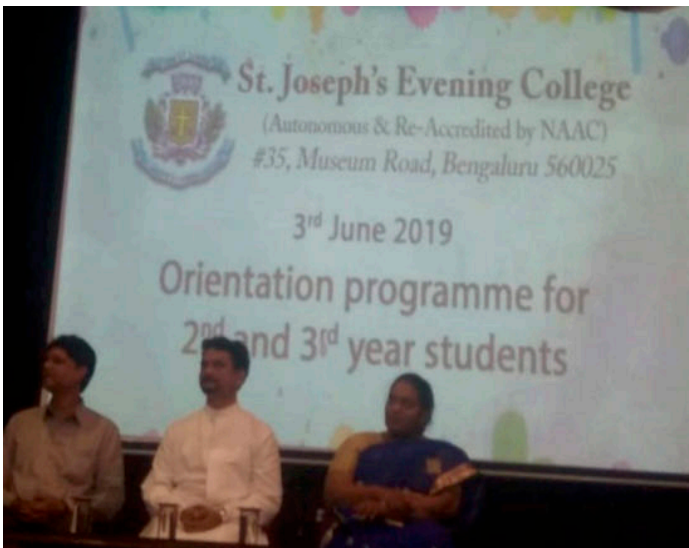 St. Joseph's Evening College
(Autonomous & Re-Accredited by NAAC)
#35, Museum Road, Bengaluru 560025
3rd June 2019
Orientation programme for
2nd and 3rd year students